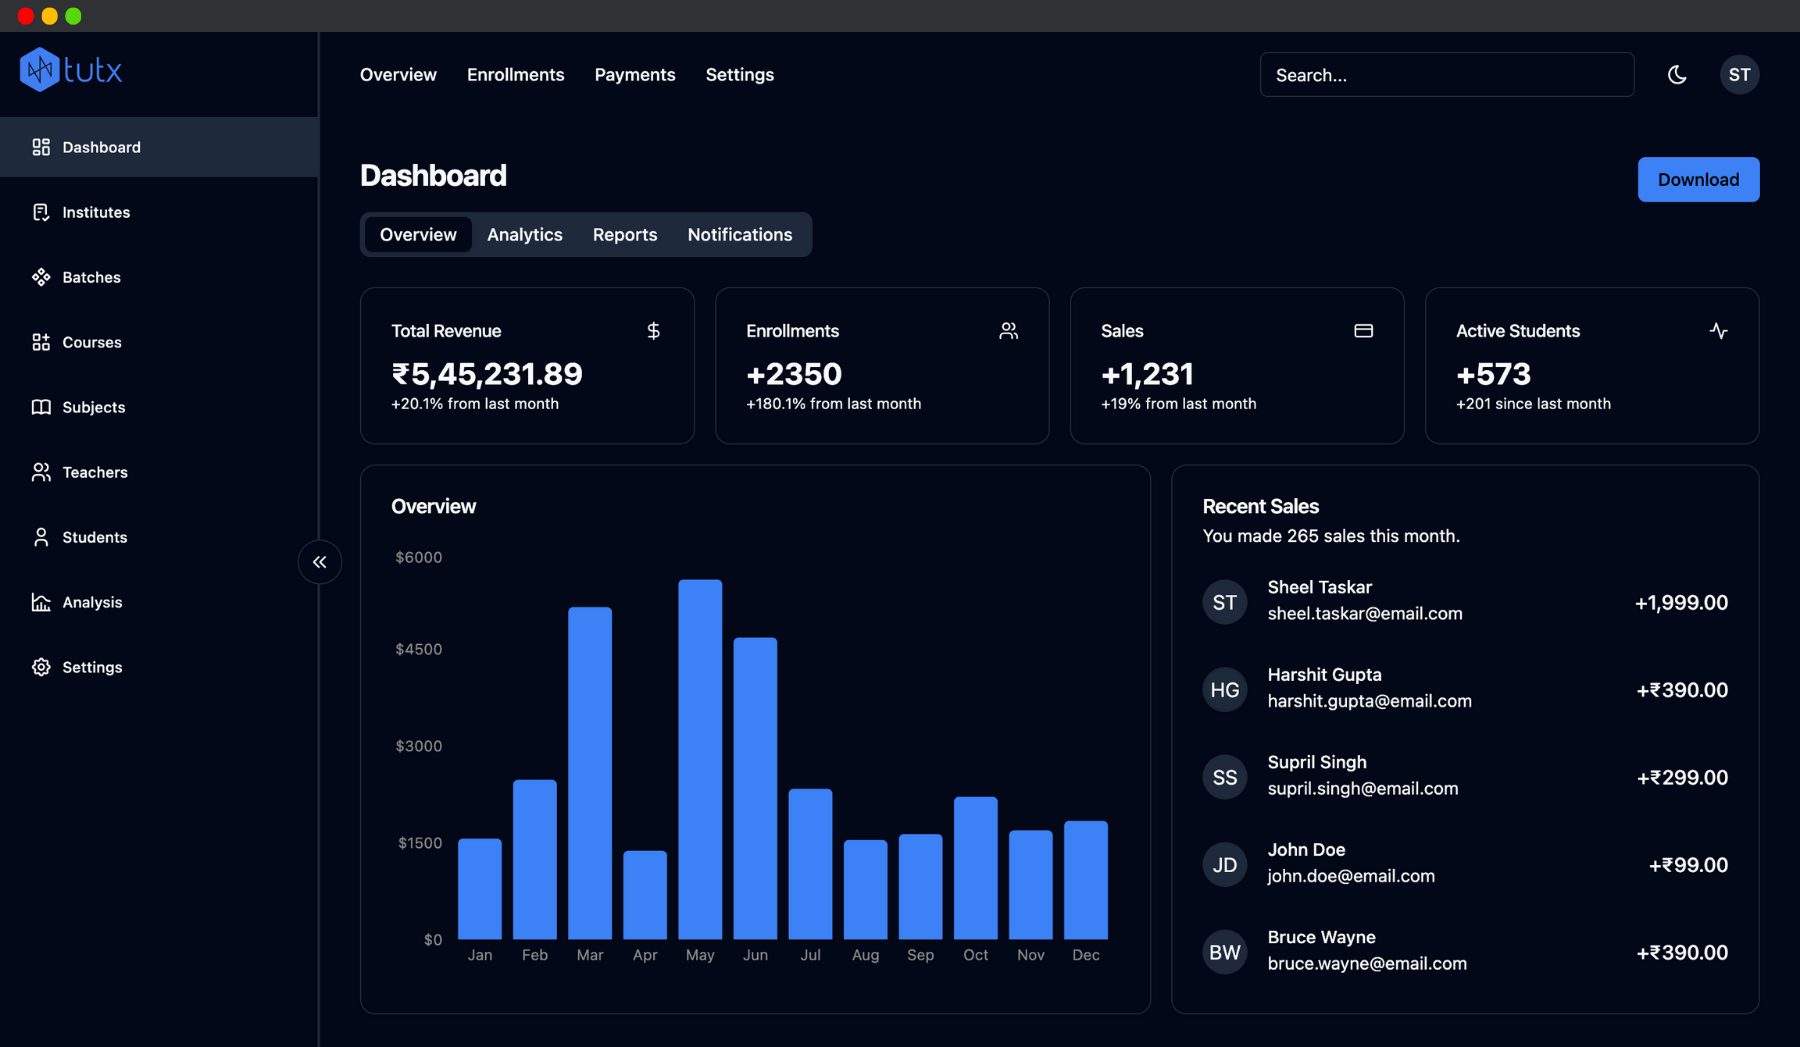 tutx
Overview Enrollments Payments Settings
Search...
ST
Dashboard
Institutes
Batches
Courses
Subjects
Teachers
Students
Analysis
Settings
Dashboard
Download
Overview Analytics Reports Notifications
Total Revenue
₹5,45,231.89
+20.1% from last month
Enrollments
+2350
+180.1% from last month
Sales
+1,231
+19% from last month
Active Students
+573
+201 since last month
Overview
$6000
$4500
$3000
$1500
$0
Jan Feb Mar Apr May Jun Jul Aug Sep Oct Nov Dec
Recent Sales
You made 265 sales this month.
ST
Sheel Taskar
sheel.taskar@email.com
+1,999.00
HG
Harshit Gupta
harshit.gupta@email.com
+₹390.00
SS
Supril Singh
supril.singh@email.com
+₹299.00
JD
John Doe
john.doe@email.com
+₹99.00
BW
Bruce Wayne
bruce.wayne@email.com
+₹390.00